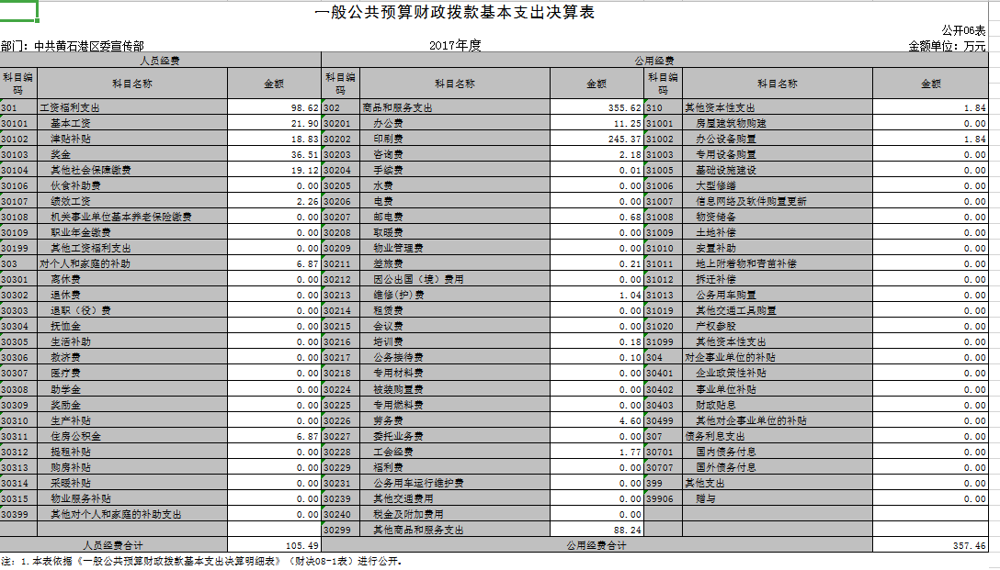 一般公共预算财政拨款基本支出决算表
公开06表
部门：中共黄石港区委宣传部 2017年度 金额单位：万元
人员经费 公用经费
科目编码 科目名称 金额 科目编码 科目名称 金额 科目编码 科目名称 金额
301 工资福利支出 98.62 302 商品和服务支出 355.62 310 其他资本性支出 1.84
30101 基本工资 21.90 30201 办公费 11.25 31001 房屋建筑物购建 0.00
30102 津贴补贴 18.83 30202 印刷费 245.37 31002 办公设备购置 1.84
30103 奖金 36.51 30203 咨询费 2.18 31003 专用设备购置 0.00
30104 其他社会保障缴费 19.12 30204 手续费 0.01 31005 基础设施建设 0.00
30106 伙食补助费 0.00 30205 水费 0.00 31006 大型修缮 0.00
30107 绩效工资 2.26 30206 电费 0.00 31007 信息网络及软件购置更新 0.00
30108 机关事业单位基本养老保险缴费 0.00 30207 邮电费 0.68 31008 物资储备 0.00
30109 职业年金缴费 0.00 30208 取暖费 0.00 31009 土地补偿 0.00
30199 其他工资福利支出 0.00 30209 物业管理费 0.00 31010 安置补助 0.00
303 对个人和家庭的补助 6.87 30211 差旅费 0.21 31011 地上附着物和青苗补偿 0.00
30301 离休费 0.00 30212 因公出国（境）费用 0.00 31012 拆迁补偿 0.00
30302 退休费 0.00 30213 维修(护)费 1.04 31013 公务用车购置 0.00
30303 退职（役）费 0.00 30214 租赁费 0.00 31019 其他交通工具购置 0.00
30304 抚恤金 0.00 30215 会议费 0.00 31020 产权参股 0.00
30305 生活补助 0.00 30216 培训费 0.18 31099 其他资本性支出 0.00
30306 救济费 0.00 30217 公务接待费 0.10 304 对企事业单位的补贴 0.00
30307 医疗费 0.00 30218 专用材料费 0.00 30401 企业政策性补贴 0.00
30308 助学金 0.00 30224 被装购置费 0.00 30402 事业单位补贴 0.00
30309 奖励金 0.00 30225 专用燃料费 0.00 30403 财政贴息 0.00
30310 生产补贴 0.00 30226 劳务费 4.60 30499 其他对企事业单位的补贴 0.00
30311 住房公积金 6.87 30227 委托业务费 0.00 307 债务利息支出 0.00
30312 提租补贴 0.00 30228 工会经费 1.77 30701 国内债务付息 0.00
30313 购房补贴 0.00 30229 福利费 0.00 30707 国外债务付息 0.00
30314 采暖补贴 0.00 30231 公务用车运行维护费 0.00 399 其他支出 0.00
30315 物业服务补贴 0.00 30239 其他交通费用 0.00 39906 赠与 0.00
30399 其他对个人和家庭的补助支出 0.00 30240 税金及附加费用 0.00
30299 其他商品和服务支出 88.24
人员经费合计 105.49 公用经费合计 357.46
注：1.本表依据《一般公共预算财政拨款基本支出决算明细表》（财决08-1表）进行公开。